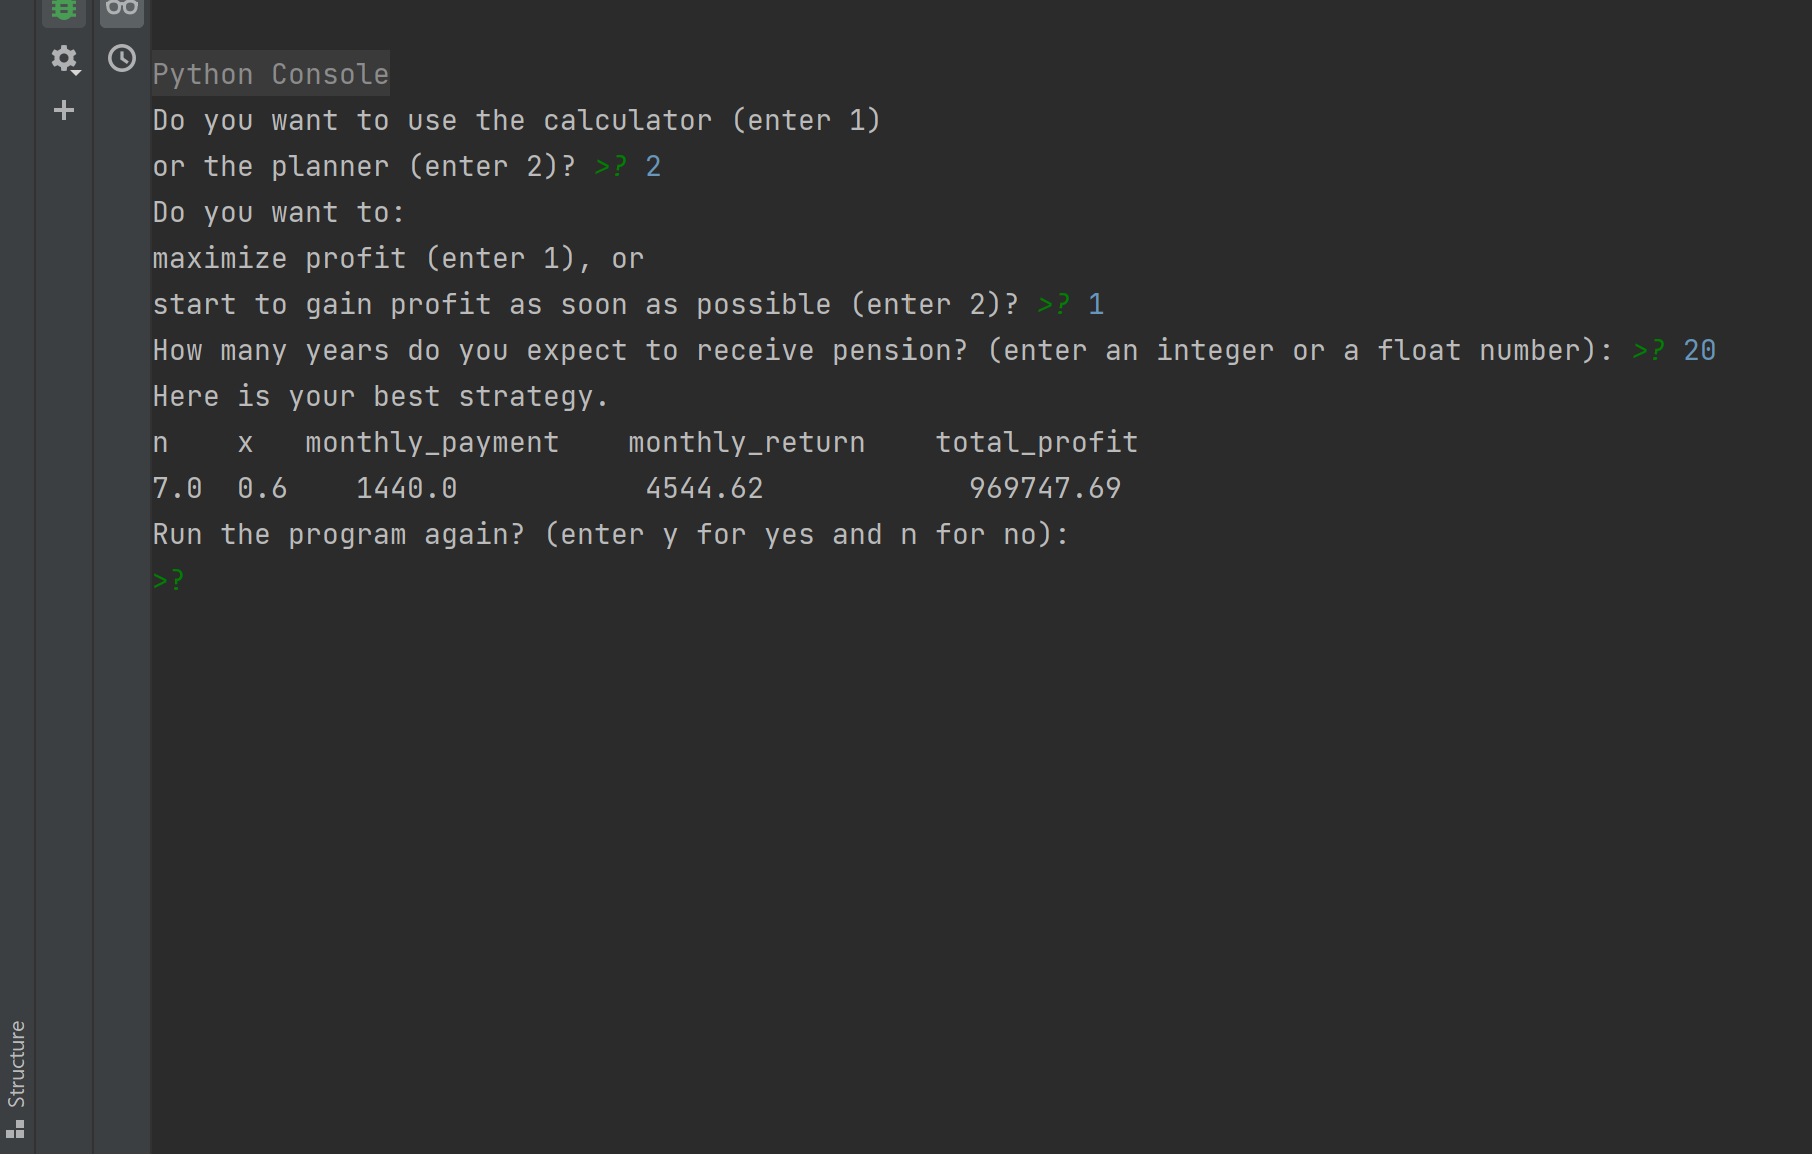 Python Console
Do you want to use the calculator (enter 1)
or the planner (enter 2)? >? 2
Do you want to:
maximize profit (enter 1), or
start to gain profit as soon as possible (enter 2)? >? 1
How many years do you expect to receive pension? (enter an integer or a float number): >? 20
Here is your best strategy.
n    x   monthly_payment    monthly_return    total_profit
7.0  0.6    1440.0           4544.62            969747.69
Run the program again? (enter y for yes and n for no):
>?
Structure